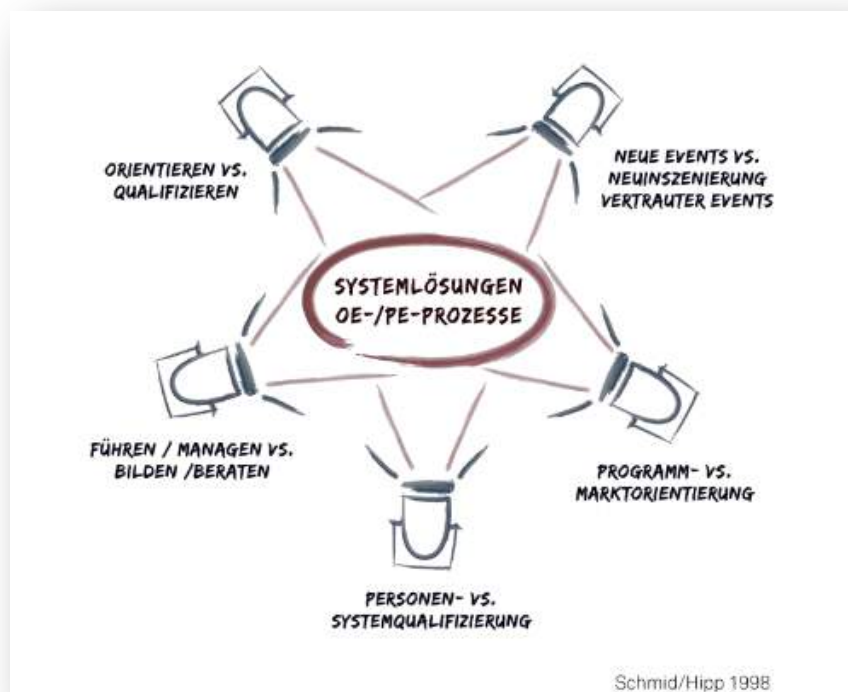 ORIENTIEREN VS.
QUALIFIZIEREN
NEUE EVENTS VS.
NEUINSZENIERUNG
VERTRAUTER EVENTS
SYSTEMLÖSUNGEN
OE-/PE-PROZESSE
FÜHREN / MANAGEN VS.
BILDEN /BERATEN
PROGRAMM- VS.
MARKTORIENTIERUNG
PERSONEN- VS.
SYSTEMQUALIFIZIERUNG
Schmid/Hipp 1998